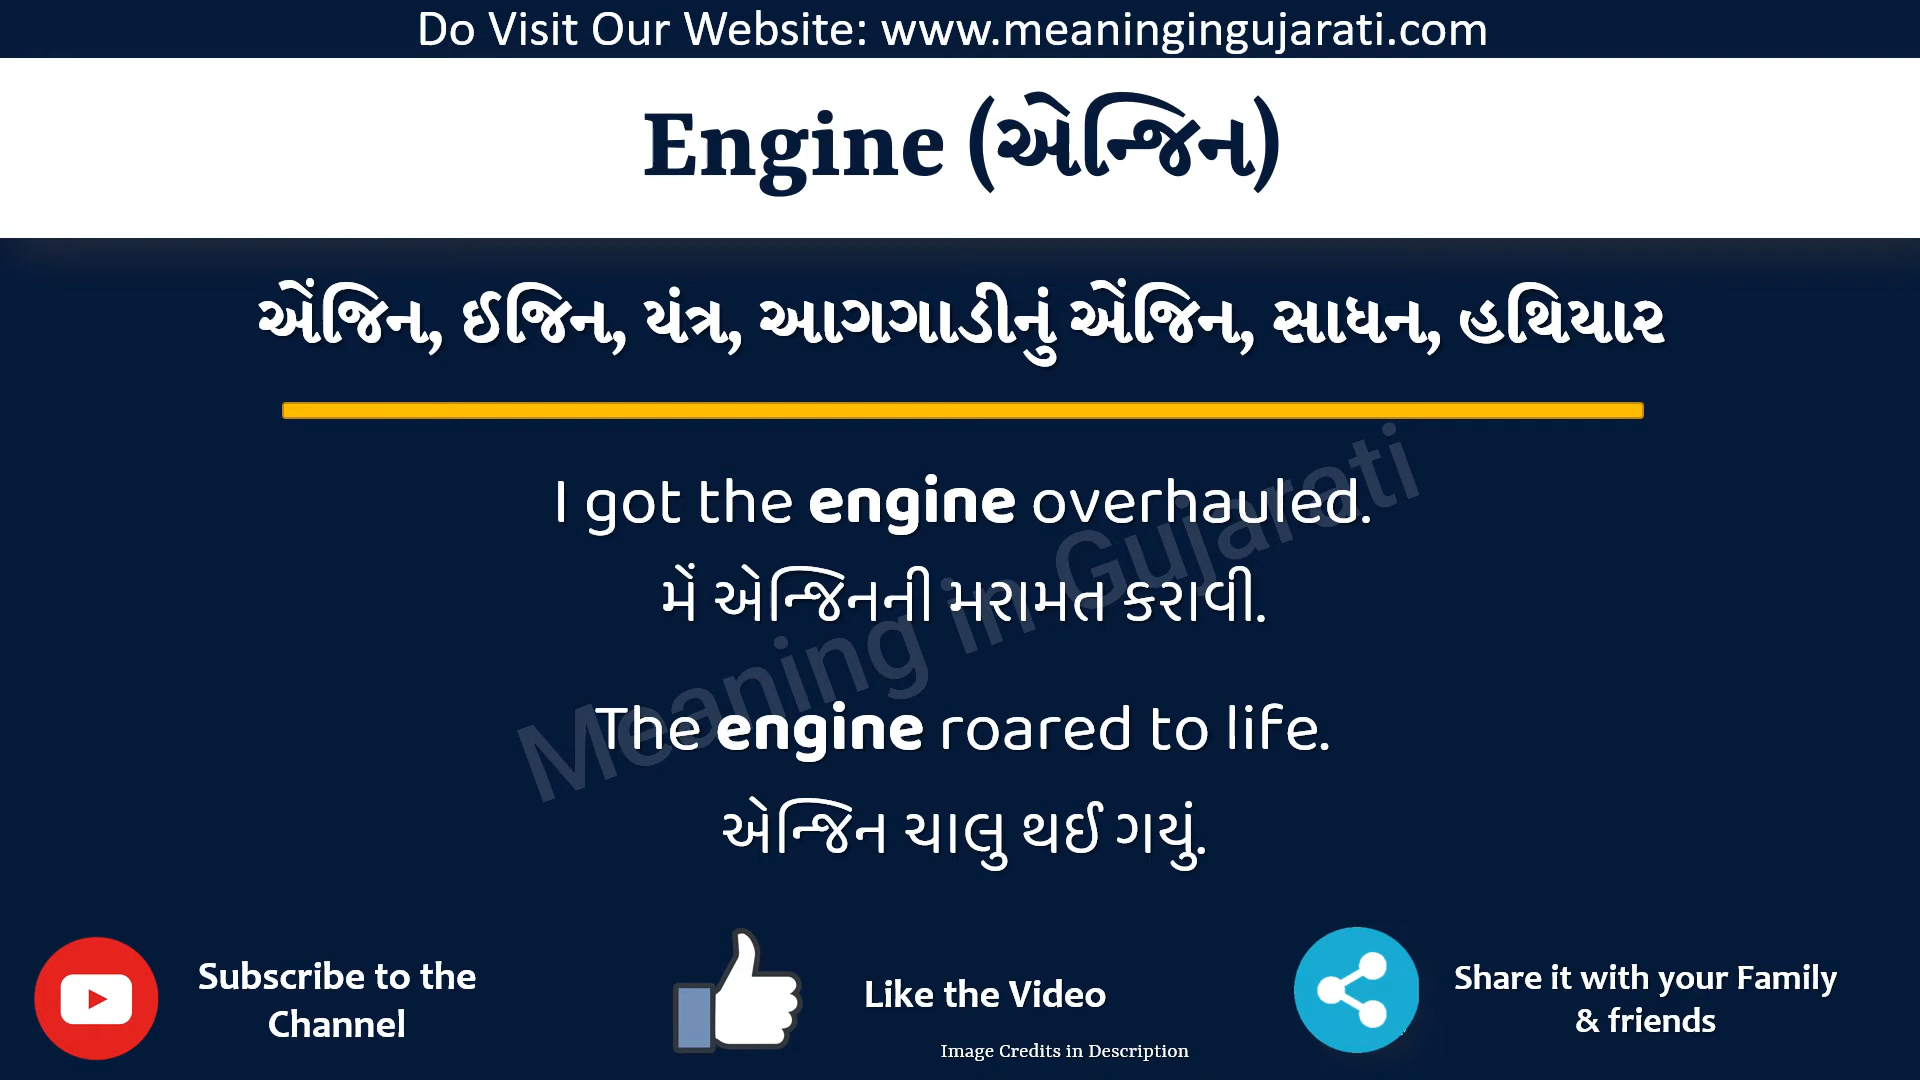 Do Visit Our Website: www.meaningingujarati.com
Engine (એન્જિન)
એંજિન, ઈજિન, યંત્ર, આગગાડીનું એંજિન, સાધન, હથિયાર
I got the engine overhauled.
મેં એન્જિનની મરામત કરાવી.
Meaning in Gujarati
The engine roared to life.
એન્જિન ચાલુ થઈ ગયું.
Subscribe to the
Channel
Like the Video
Share it with your Family
& friends
Image Credits in Description